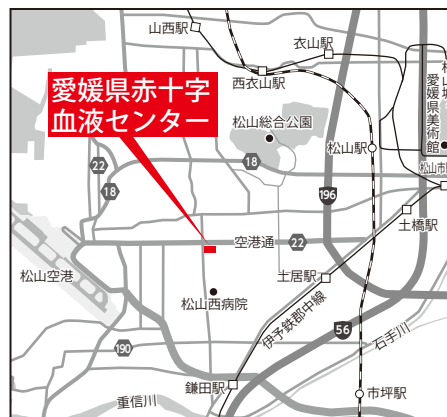 山西駅
衣山駅
西衣山駅
愛媛県赤十字
血液センター
松山総合公園
松山城
愛媛県美術館
22
18
18
松山駅
松山市駅
196
土橋駅
空港通
22
松山空港
土居駅
松山西病院
伊予鉄郡中線
56
石手川
190
鎌田駅
市坪駅
重信川